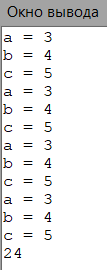 Окно вывода
a = 3
b = 4
c = 5
a = 3
b = 4
c = 5
a = 3
b = 4
c = 5
a = 3
b = 4
c = 5
24